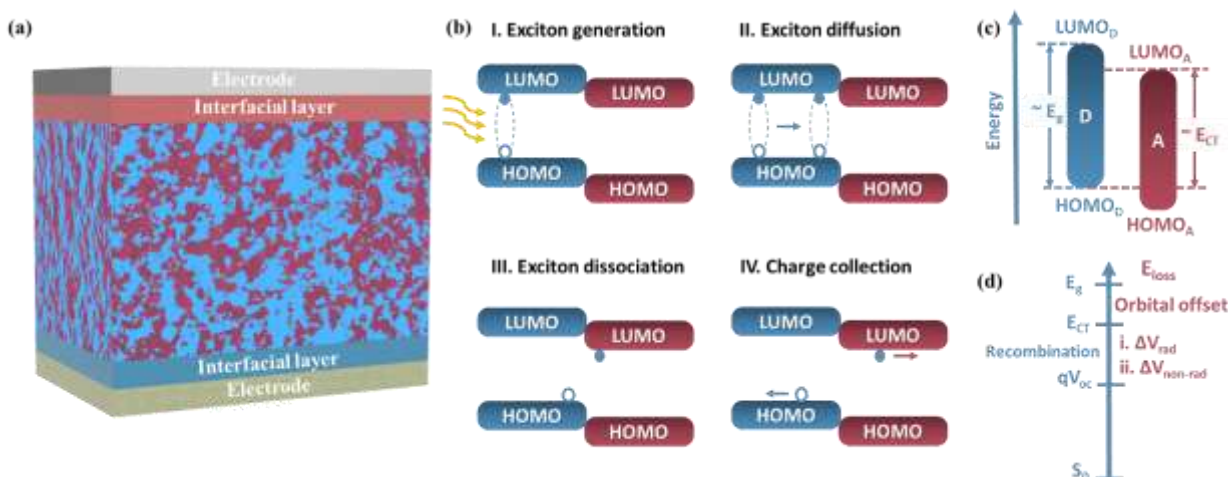 (a)
Electrode
Interfacial layer
Interfacial layer
Electrode
(b)
I. Exciton generation
LUMO
LUMO
HOMO
HOMO
II. Exciton diffusion
LUMO
LUMO
HOMO
HOMO
III. Exciton dissociation
LUMO
LUMO
HOMO
HOMO
IV. Charge collection
LUMO
LUMO
HOMO
HOMO
(c)
Energy
LUMO_D
LUMO_A
D
A
≈ E_g
E_CT
HOMO_D
HOMO_A
(d)
E_loss
E_g
Orbital offset
E_CT
Recombination
i. ΔV_rad
ii. ΔV_non-rad
qV_oc
S_0